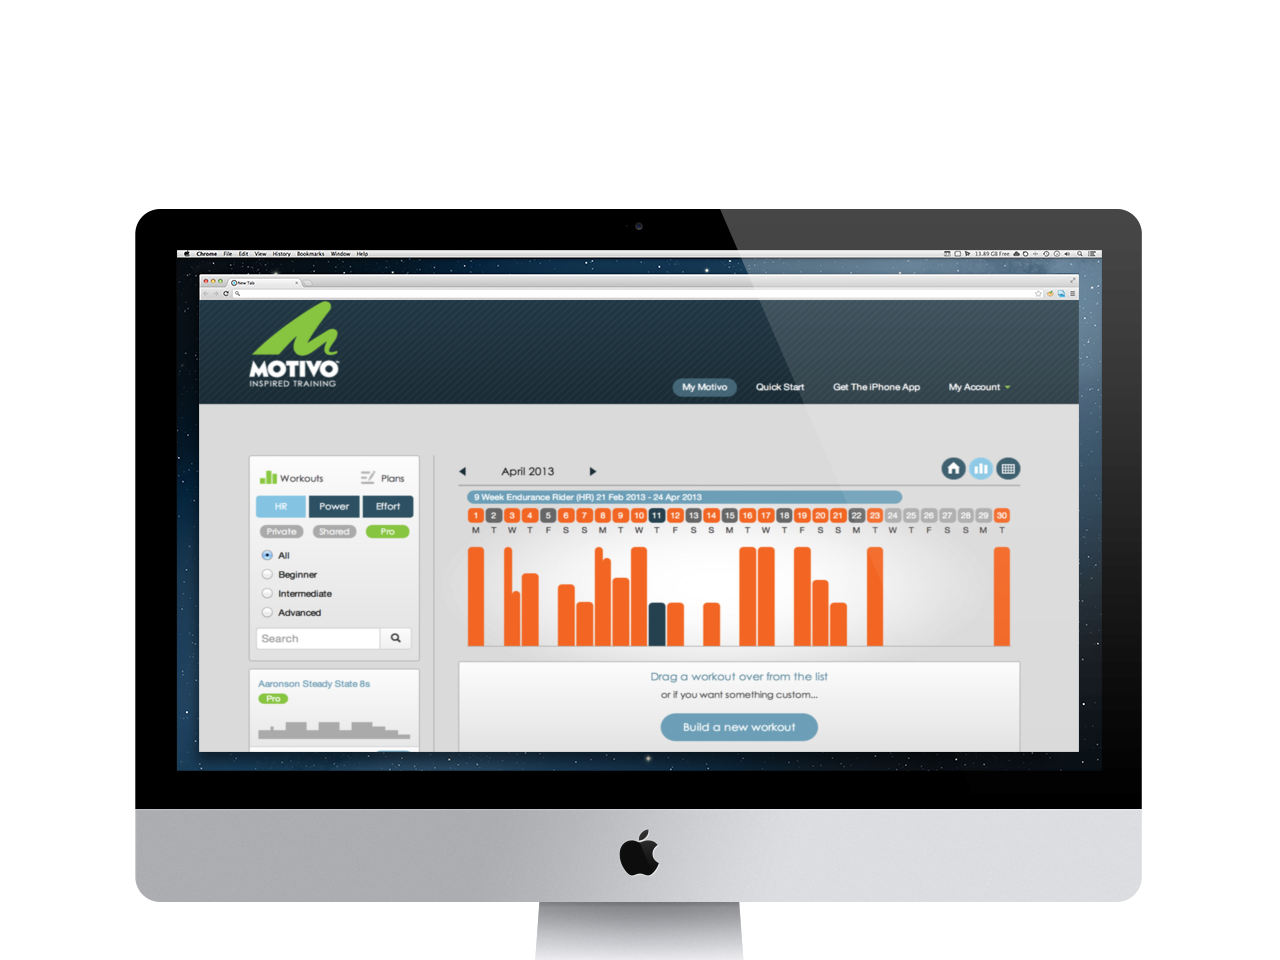 Chrome File Edit View History Bookmarks Window Help
13.89 GB Free
New Tab
MOTIVO
INSPIRED TRAINING
My Motivo Quick Start Get The iPhone App My Account
Workouts Plans
HR Power Effort
Private Shared Pro
All
Beginner
Intermediate
Advanced
Search
Aaronson Steady State 8s
Pro
April 2013
9 Week Endurance Rider (HR) 21 Feb 2013 - 24 Apr 2013
1 2 3 4 5 6 7 8 9 10 11 12 13 14 15 16 17 18 19 20 21 22 23 24 25 26 27 28 29 30
M T W T F S S M T W T F S S M T W T F S S M T W T F S S M T
Drag a workout over from the list
or if you want something custom...
Build a new workout